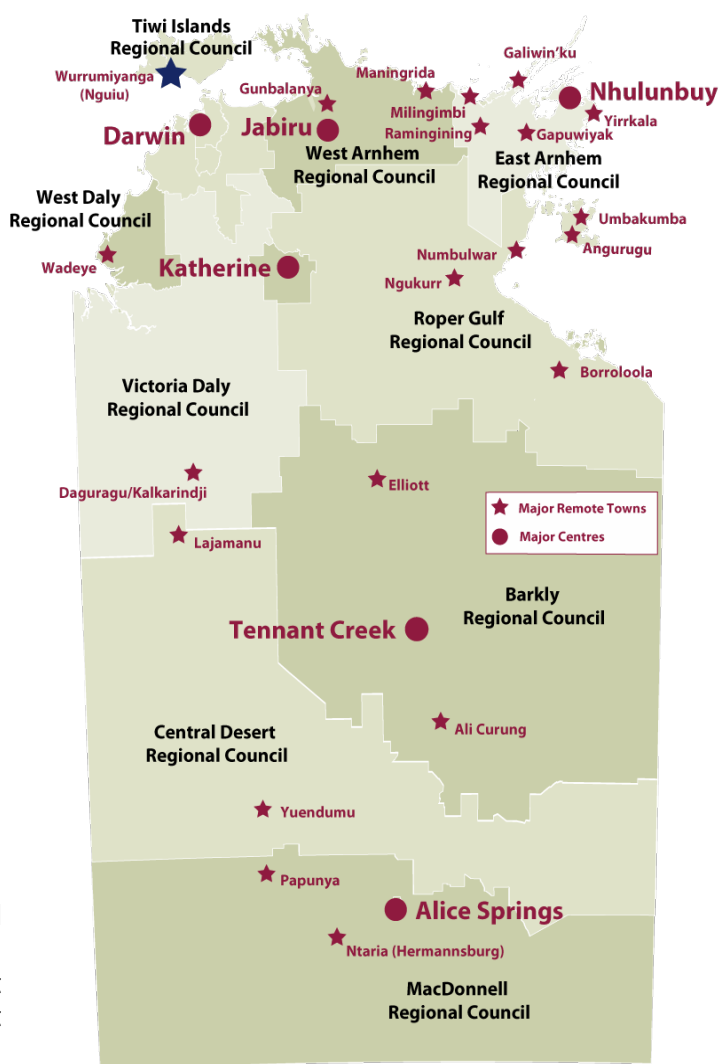 Tiwi Islands
Regional Council
Wurrumiyanga
(Nguiu)
Galiwin'ku
Maningrida
Gunbalanya
Nhulunbuy
Milingimbi
Yirrkala
Darwin
Jabiru
Ramingining
Gapuwiyak
West Arnhem
Regional Council
East Arnhem
Regional Council
West Daly
Regional Council
Umbakumba
Angurugu
Wadeye
Katherine
Numbulwar
Ngukurr
Roper Gulf
Regional Council
Borroloola
Victoria Daly
Regional Council
Daguragu/Kalkarindji
Elliott
Major Remote Towns
Major Centres
Lajamanu
Barkly
Regional Council
Tennant Creek
Ali Curung
Central Desert
Regional Council
Yuendumu
Papunya
Alice Springs
Ntaria (Hermannsburg)
MacDonnell
Regional Council